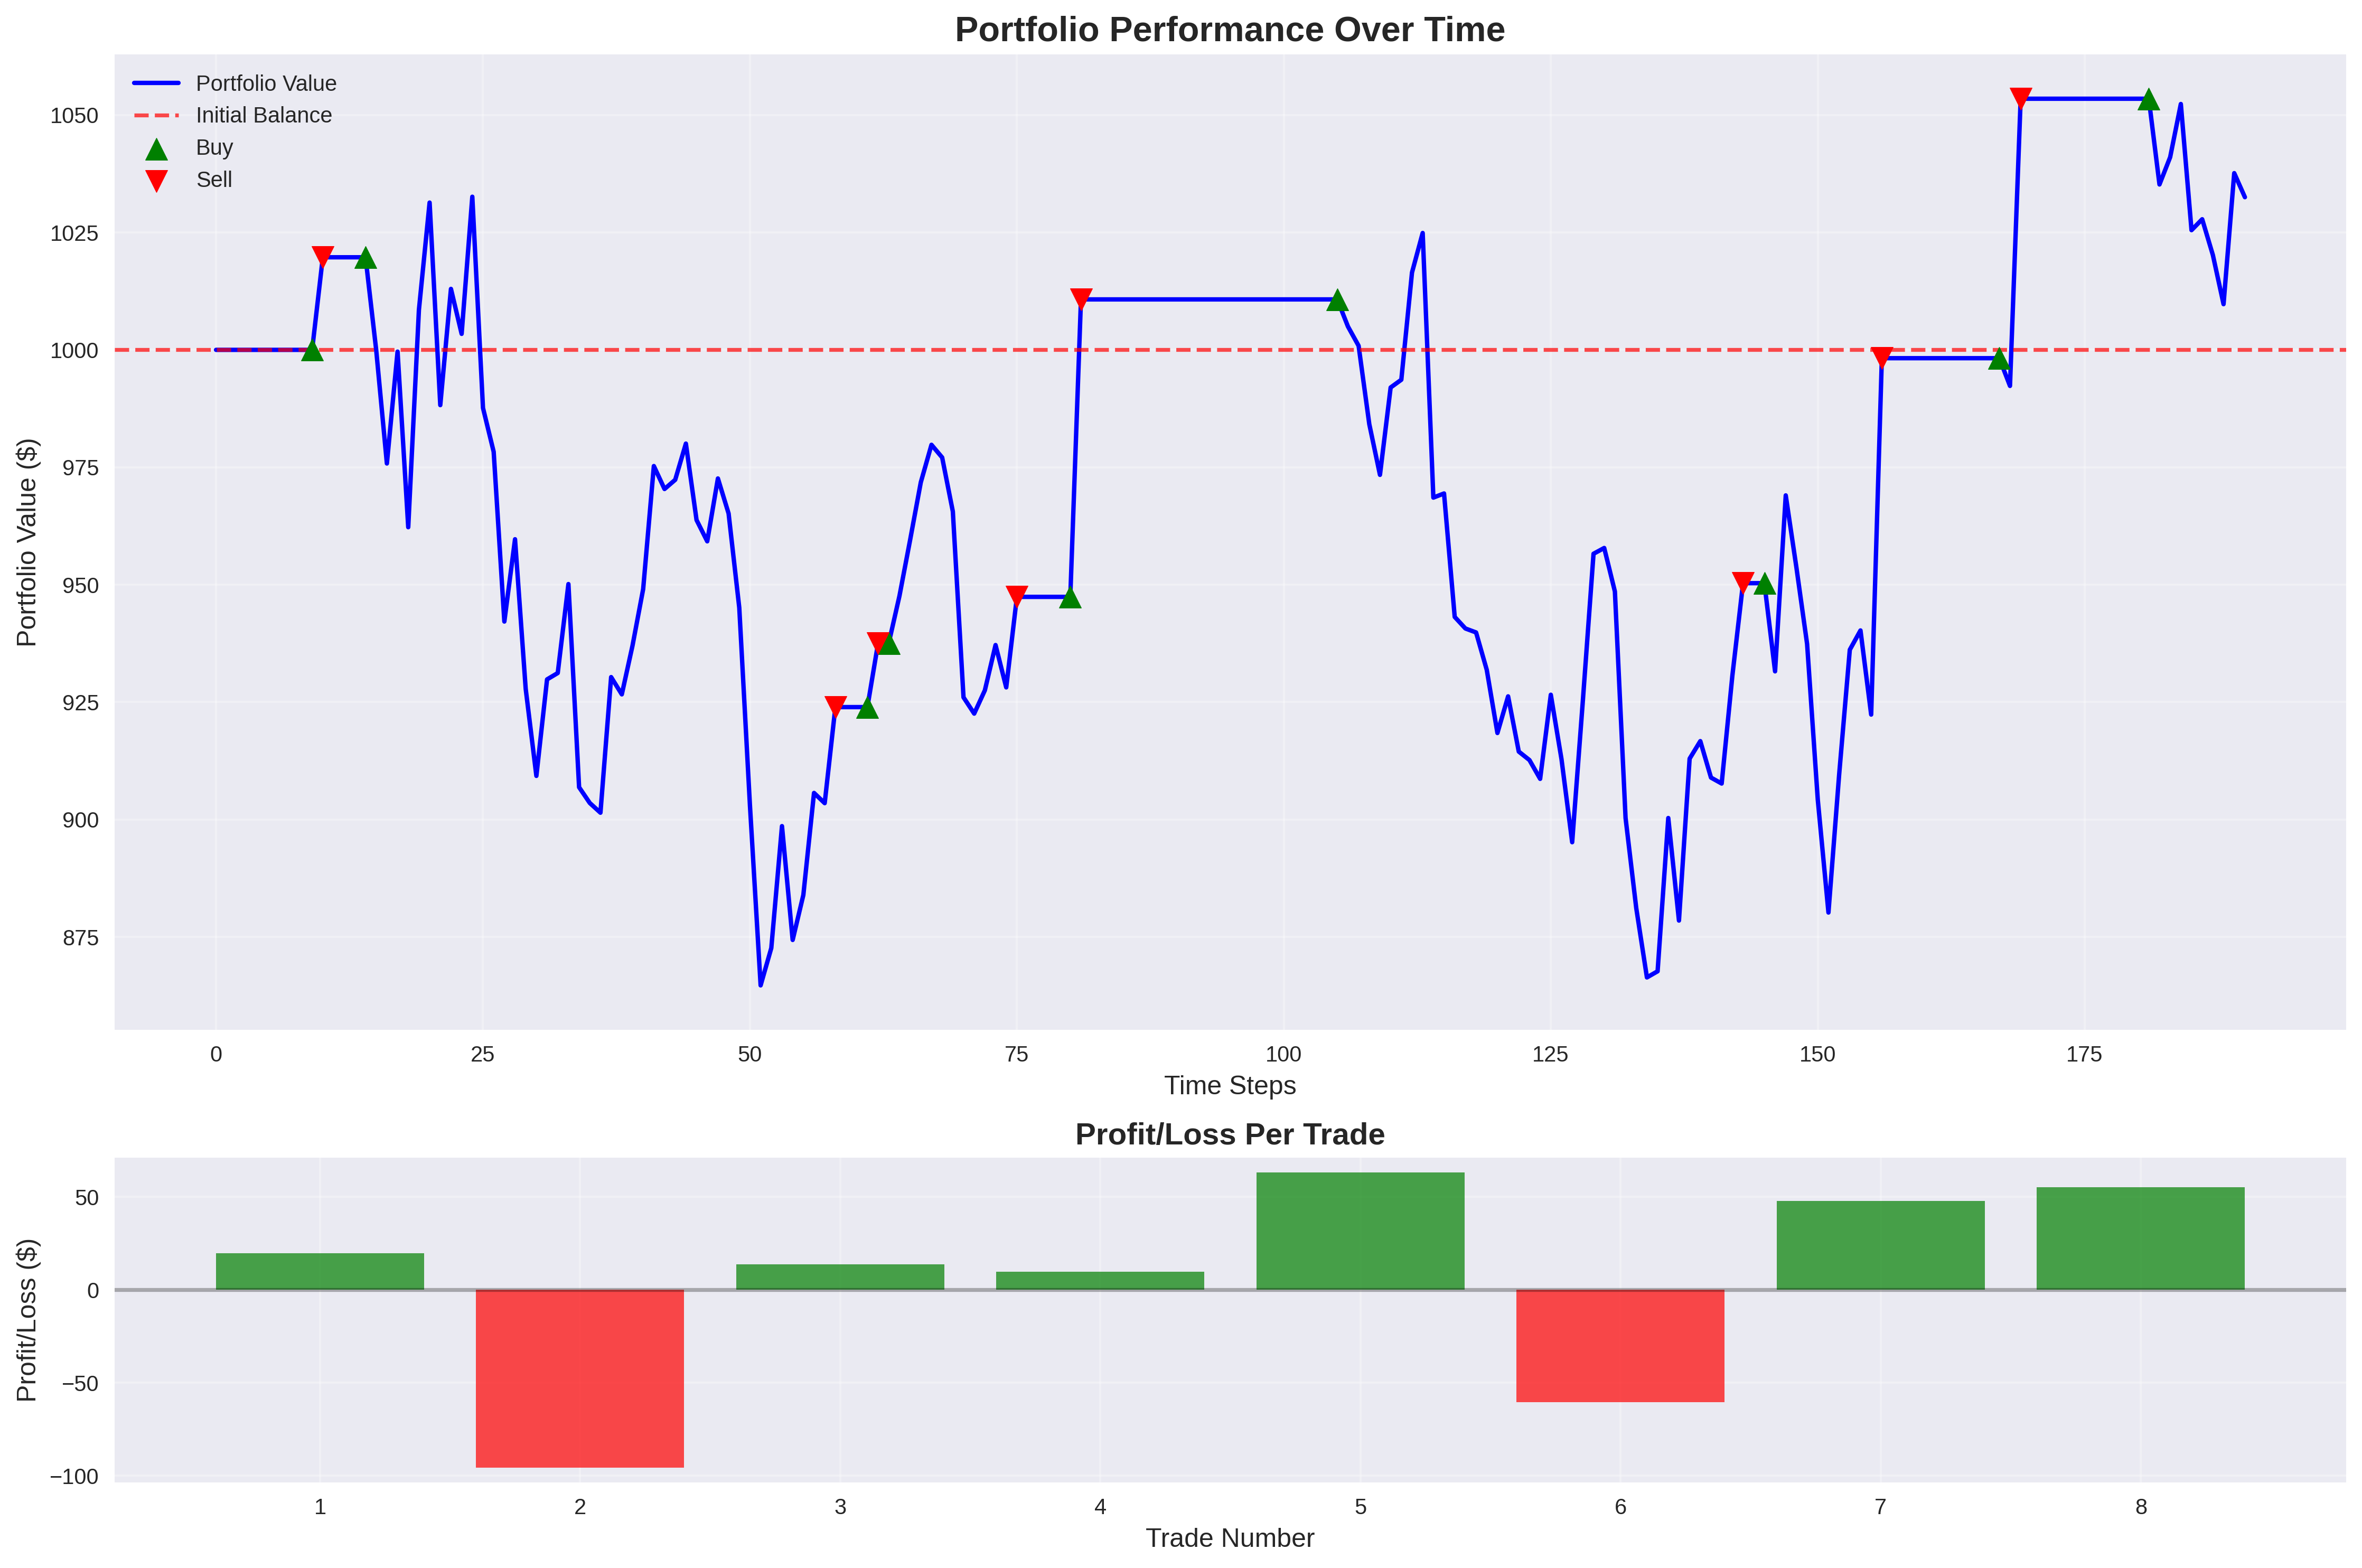 Portfolio Performance Over Time
Portfolio Value
Initial Balance
Buy
Sell
Portfolio Value ($)
1050
1025
1000
975
950
925
900
875
0 25 50 75 100 125 150 175
Time Steps
Profit/Loss Per Trade
Profit/Loss ($)
50
0
−50
−100
1 2 3 4 5 6 7 8
Trade Number